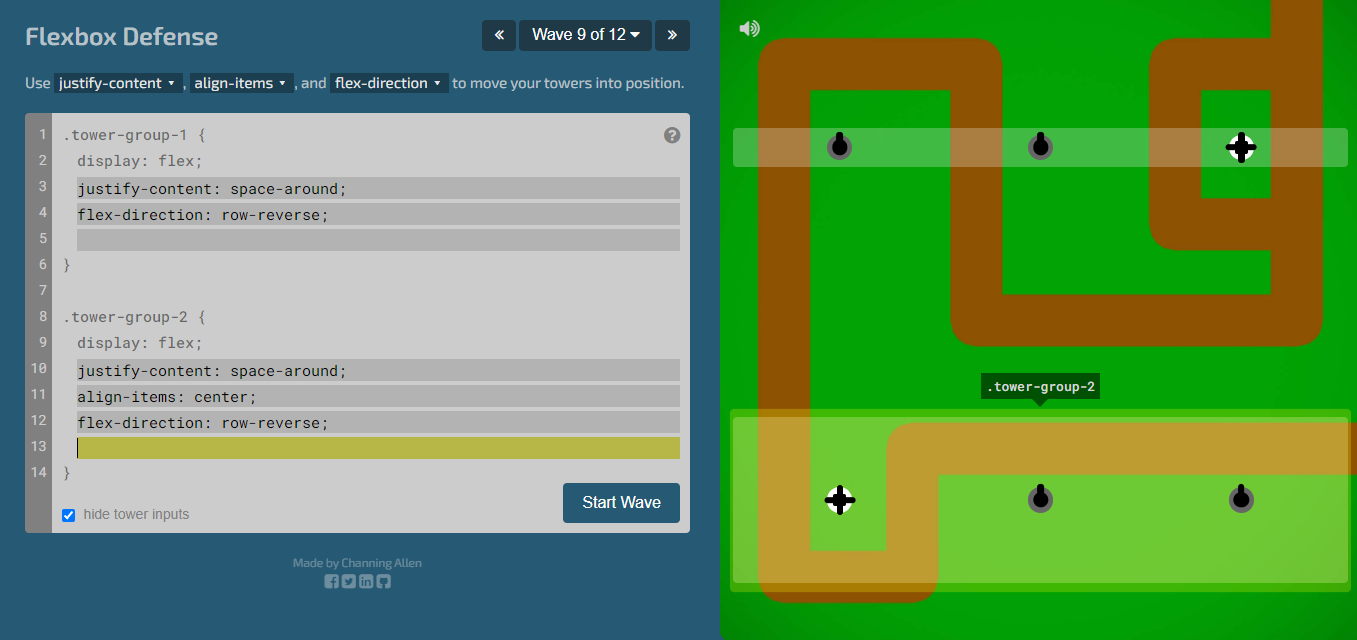 Flexbox Defense
« Wave 9 of 12 »
Use justify-content , align-items , and flex-direction to move your towers into position.
1 .tower-group-1 { ?
2 display: flex;
3 justify-content: space-around;
4 flex-direction: row-reverse;
5
6 }
7
8 .tower-group-2 {
9 display: flex;
10 justify-content: space-around;
11 align-items: center;
12 flex-direction: row-reverse;
13
14 }
hide tower inputs
Start Wave
Made by Channing Allen
.tower-group-2